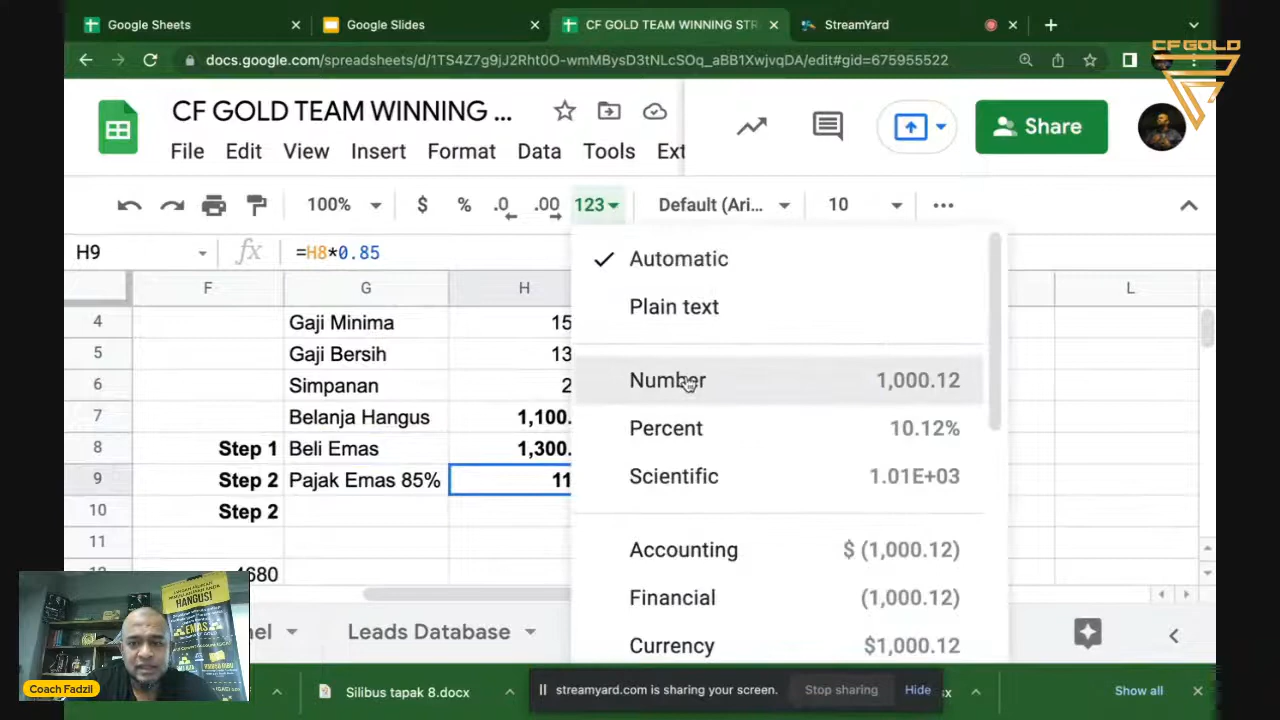 Google Sheets
Google Slides
CF GOLD TEAM WINNING STR
StreamYard
docs.google.com/spreadsheets/d/1TS4Z7g9jJ2Rht0O-wmMBysD3tNLcSOq_aBB1XwjvqDA/edit#gid=675955522
CF GOLD
CF GOLD TEAM WINNING ...
Share
File Edit View Insert Format Data Tools Ext
100% $ % .0 .00 123 Default (Ari... 10
H9 fx =H8*0.85
F G H L
4 Gaji Minima 15
5 Gaji Bersih 13
6 Simpanan 2
7 Belanja Hangus 1,100.
8 Step 1 Beli Emas 1,300.
9 Step 2 Pajak Emas 85% 11
10 Step 2
11
4680
Automatic
Plain text
Number 1,000.12
Percent 10.12%
Scientific 1.01E+03
Accounting $ (1,000.12)
Financial (1,000.12)
Currency $1,000.12
HANGUS!
EMAS
Coach Fadzil
nel Leads Database
Silibus tapak 8.docx
streamyard.com is sharing your screen. Stop sharing Hide
sx
Show all